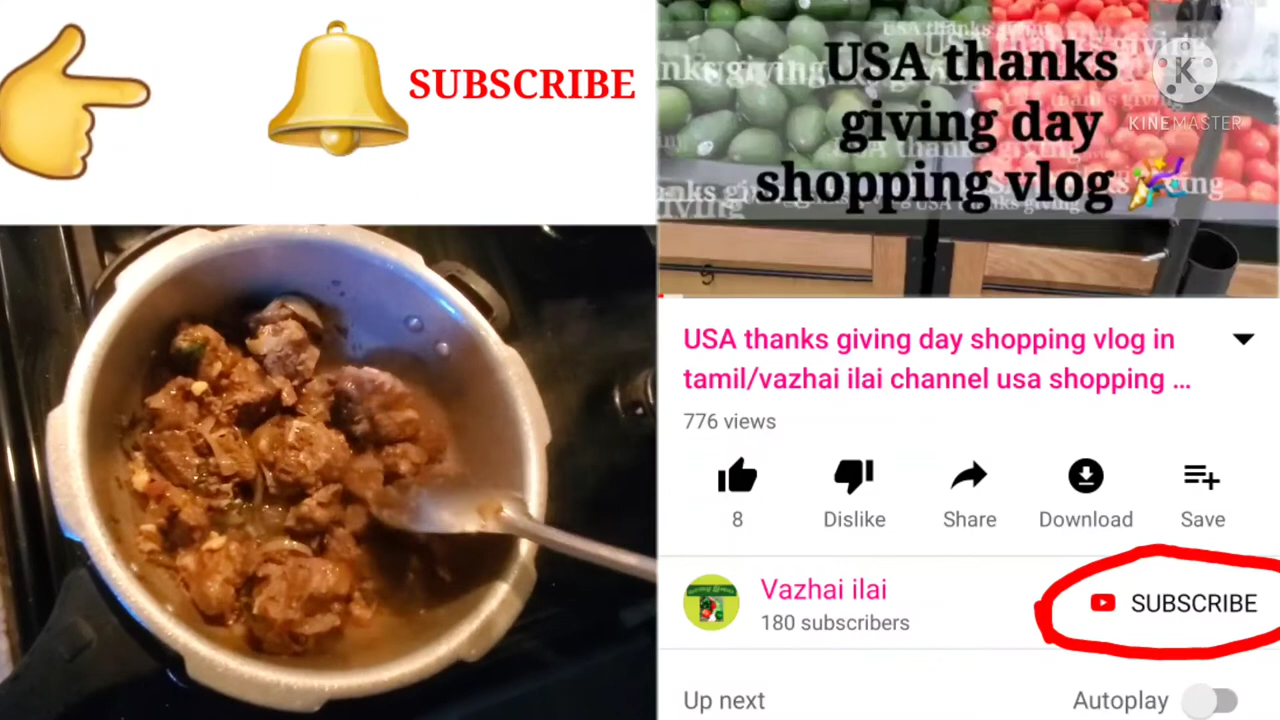 SUBSCRIBE
USA thanks
giving day
shopping vlog
KINEMASTER
USA thanks giving day shopping vlog in
tamil/vazhai ilai channel usa shopping ...
776 views
8
Dislike
Share
Download
Save
Vazhai ilai
180 subscribers
SUBSCRIBE
Up next
Autoplay